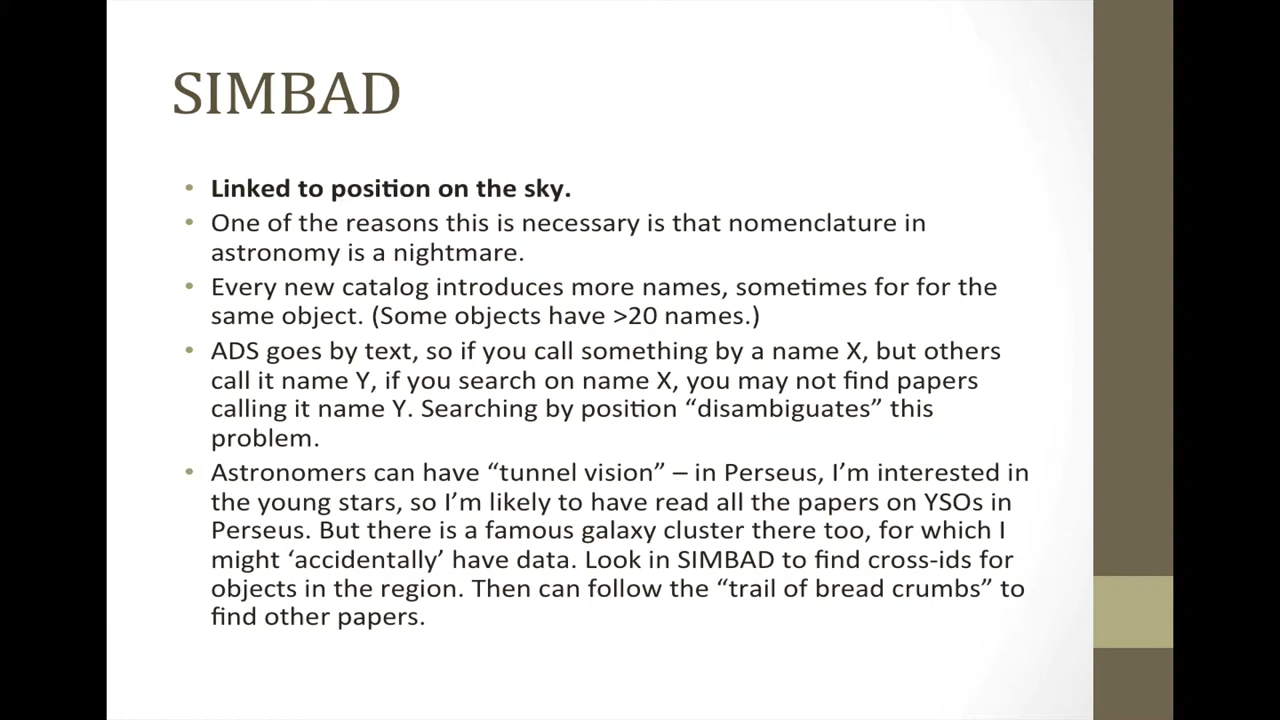 SIMBAD
• Linked to position on the sky.
• One of the reasons this is necessary is that nomenclature in
astronomy is a nightmare.
• Every new catalog introduces more names, sometimes for for the
same object. (Some objects have >20 names.)
• ADS goes by text, so if you call something by a name X, but others
call it name Y, if you search on name X, you may not find papers
calling it name Y. Searching by position “disambiguates” this
problem.
• Astronomers can have “tunnel vision” – in Perseus, I’m interested in
the young stars, so I’m likely to have read all the papers on YSOs in
Perseus. But there is a famous galaxy cluster there too, for which I
might ‘accidentally’ have data. Look in SIMBAD to find cross-ids for
objects in the region. Then can follow the “trail of bread crumbs” to
find other papers.